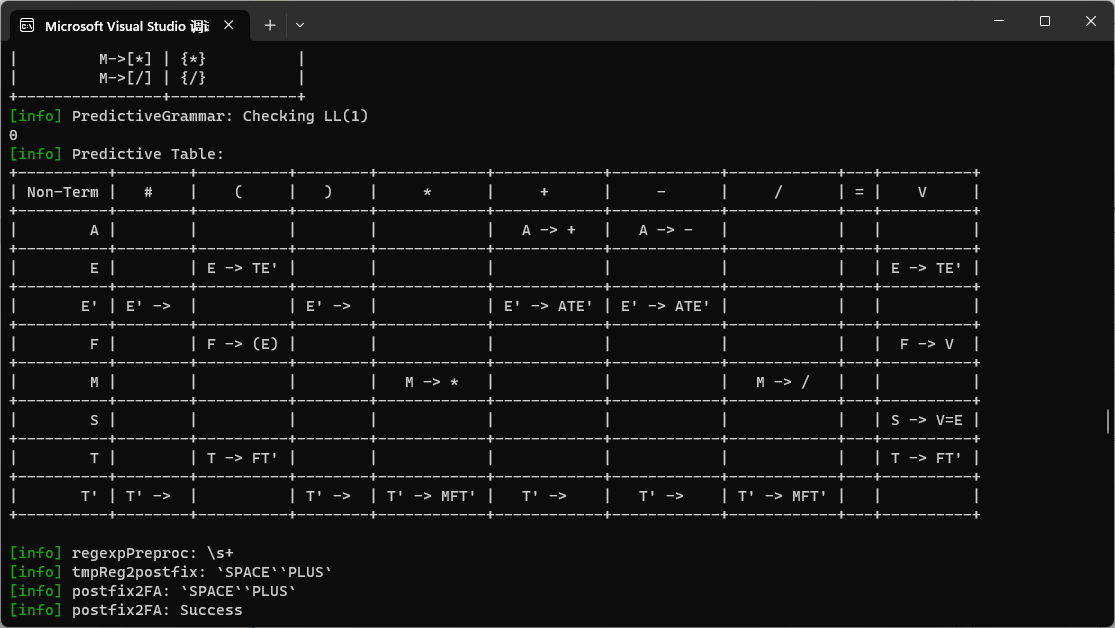 Microsoft Visual Studio 调试
|         M->[*] | {*}          |
|         M->[/] | {/}          |
+----------------+--------------+
[info] PredictiveGrammar: Checking LL(1)
0
[info] Predictive Table:
+----------+--------+----------+--------+------------+------------+------------+------------+---+----------+
| Non-Term |   #    |    (     |   )    |     *      |     +      |     -      |     /      | = |    V     |
+----------+--------+----------+--------+------------+------------+------------+------------+---+----------+
|        A |        |          |        |            |   A -> +   |   A -> -   |            |   |          |
+----------+--------+----------+--------+------------+------------+------------+------------+---+----------+
|        E |        | E -> TE' |        |            |            |            |            |   | E -> TE' |
+----------+--------+----------+--------+------------+------------+------------+------------+---+----------+
|       E' | E' ->  |          | E' ->  |            | E' -> ATE' | E' -> ATE' |            |   |          |
+----------+--------+----------+--------+------------+------------+------------+------------+---+----------+
|        F |        | F -> (E) |        |            |            |            |            |   |  F -> V  |
+----------+--------+----------+--------+------------+------------+------------+------------+---+----------+
|        M |        |          |        |   M -> *   |            |            |   M -> /   |   |          |
+----------+--------+----------+--------+------------+------------+------------+------------+---+----------+
|        S |        |          |        |            |            |            |            |   | S -> V=E |
+----------+--------+----------+--------+------------+------------+------------+------------+---+----------+
|        T |        | T -> FT' |        |            |            |            |            |   | T -> FT' |
+----------+--------+----------+--------+------------+------------+------------+------------+---+----------+
|       T' | T' ->  |          | T' ->  | T' -> MFT' |   T' ->    |   T' ->    | T' -> MFT' |   |          |
+----------+--------+----------+--------+------------+------------+------------+------------+---+----------+
[info] regexpPreproc: \s+
[info] tmpReg2postfix: `SPACE``PLUS`
[info] postfix2FA: `SPACE``PLUS`
[info] postfix2FA: Success